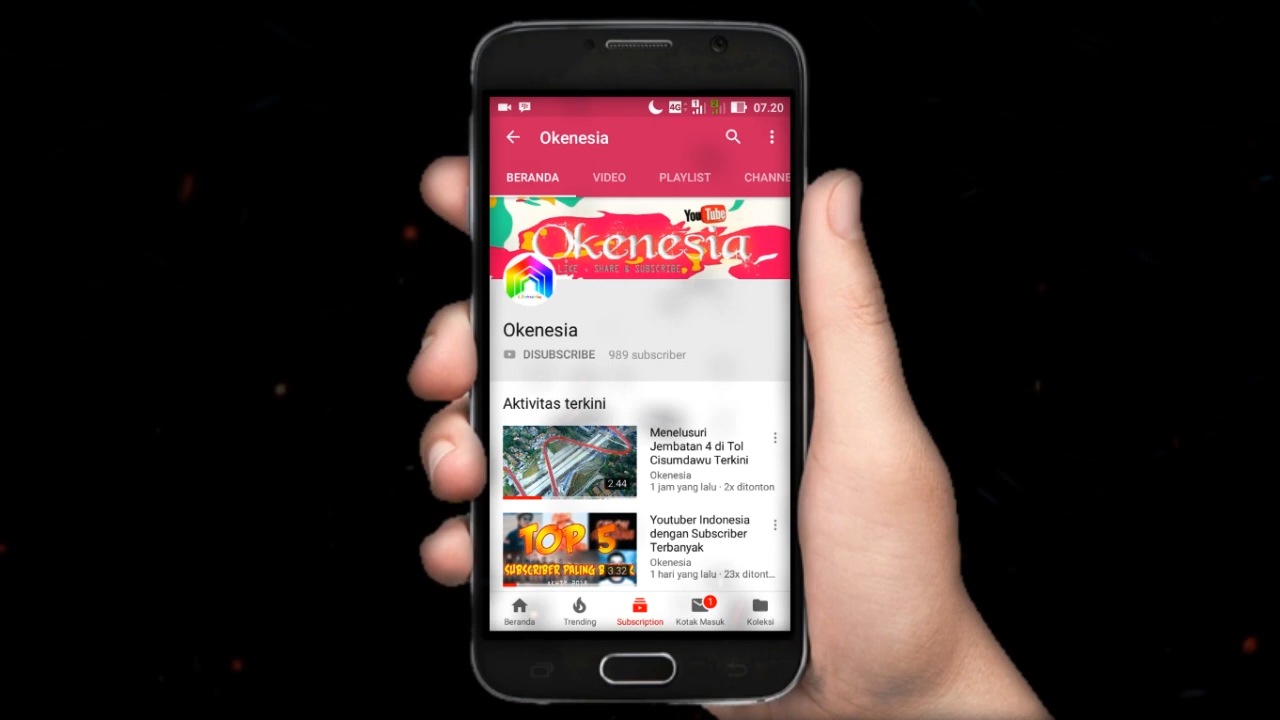 4G 07.20
Okenesia
BERANDA VIDEO PLAYLIST CHANNE
YouTube
Okenesia
LIKE - SHARE & SUBSCRIBE
Okenesia
DISUBSCRIBE 989 subscriber
Aktivitas terkini
Menelusuri
Jembatan 4 di Tol
Cisumdawu Terkini
Okenesia
1 jam yang lalu · 2x ditonton
2.44
Youtuber Indonesia
dengan Subscriber
Terbanyak
Okenesia
1 hari yang lalu · 23x ditont...
TOP 5
SUBSCRIBER PALING
3.32
1
Beranda Trending Subscription Kotak Masuk Koleksi